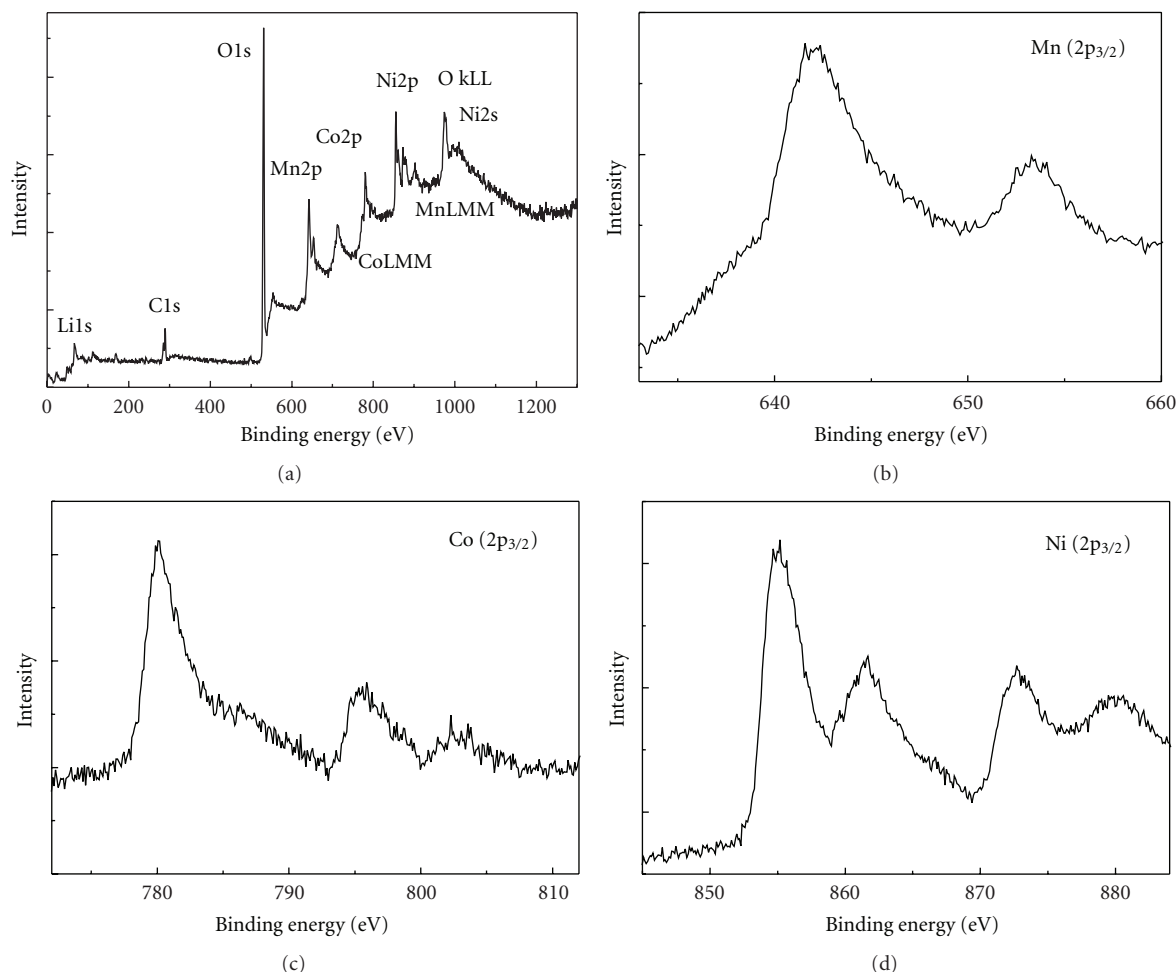 O1s
Ni2p
O kLL
Ni2s
Co2p
Mn2p
MnLMM
CoLMM
C1s
Li1s
Intensity
0 200 400 600 800 1000 1200
Binding energy (eV)
(a)
Mn (2p3/2)
Intensity
640 650 660
Binding energy (eV)
(b)
Co (2p3/2)
Intensity
780 790 800 810
Binding energy (eV)
(c)
Ni (2p3/2)
Intensity
850 860 870 880
Binding energy (eV)
(d)